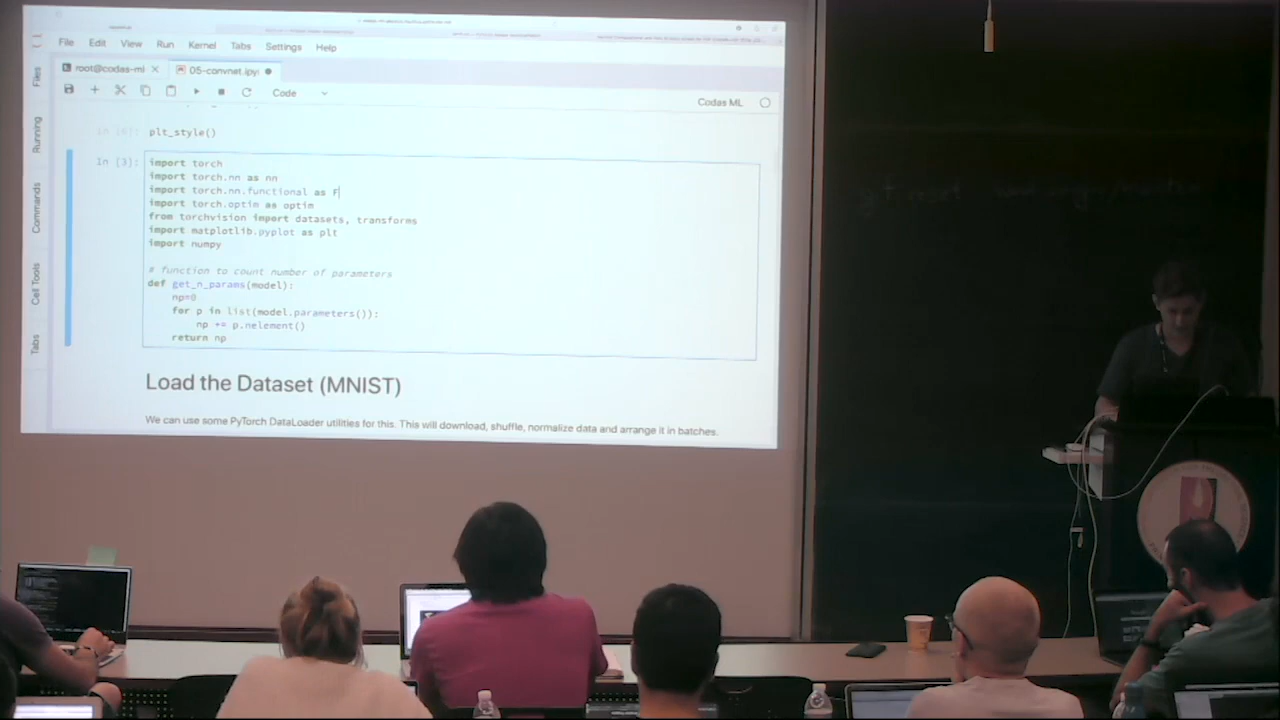 File Edit View Run Kernel Tabs Settings Help
root@codas-ml × 05-convnet.ipyn
Code
Codas ML
Files
Running
Commands
Cell Tools
Tabs
plt_style()
In [3]:
import torch
import torch.nn as nn
import torch.nn.functional as F
import torch.optim as optim
from torchvision import datasets, transforms
import matplotlib.pyplot as plt
import numpy
# function to count number of parameters
def get_n_params(model):
np=0
for p in list(model.parameters()):
np += p.nelement()
return np
Load the Dataset (MNIST)
We can use some PyTorch DataLoader utilities for this. This will download, shuffle, normalize data and arrange it in batches.